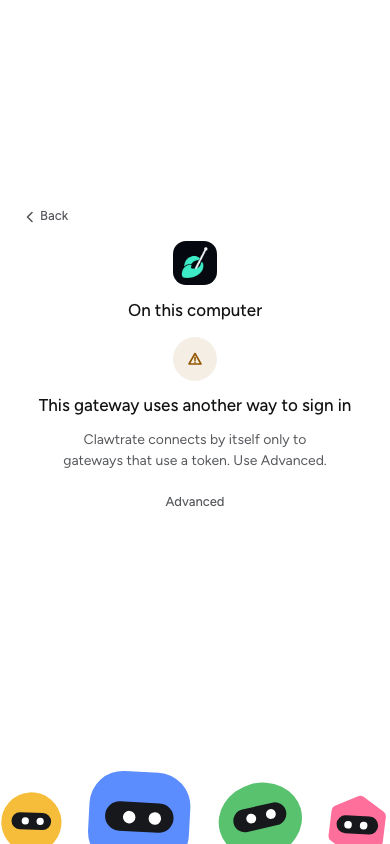 Back
On this computer
This gateway uses another way to sign in
Clawtrate connects by itself only to
gateways that use a token. Use Advanced.
Advanced